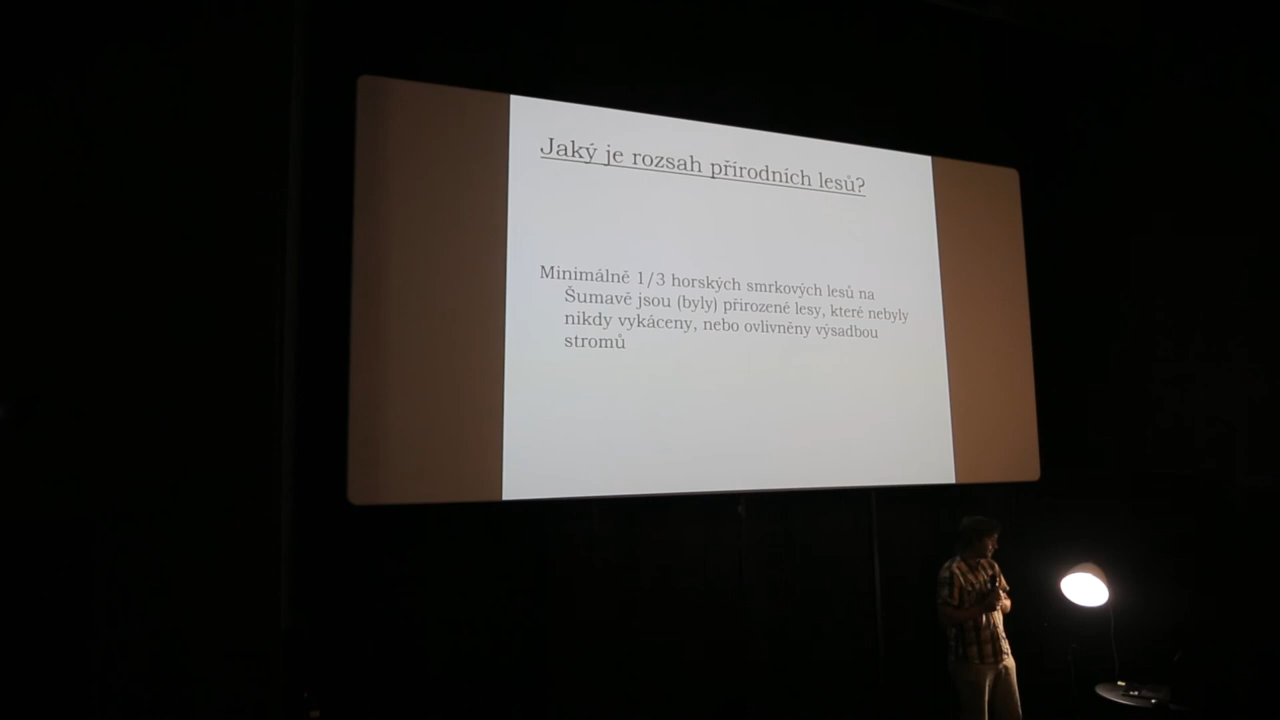 Jaký je rozsah přírodních lesů?
Minimálně 1/3 horských smrkových lesů na
Šumavě jsou (byly) přirozené lesy, které nebyly
nikdy vykáceny, nebo ovlivněny výsadbou
stromů